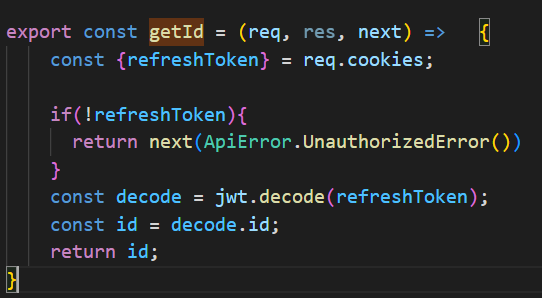 export const getId = (req, res, next) =>   {
    const {refreshToken} = req.cookies;
    if(!refreshToken){
      return next(ApiError.UnauthorizedError())
    }
    const decode = jwt.decode(refreshToken);
    const id = decode.id;
    return id;
}